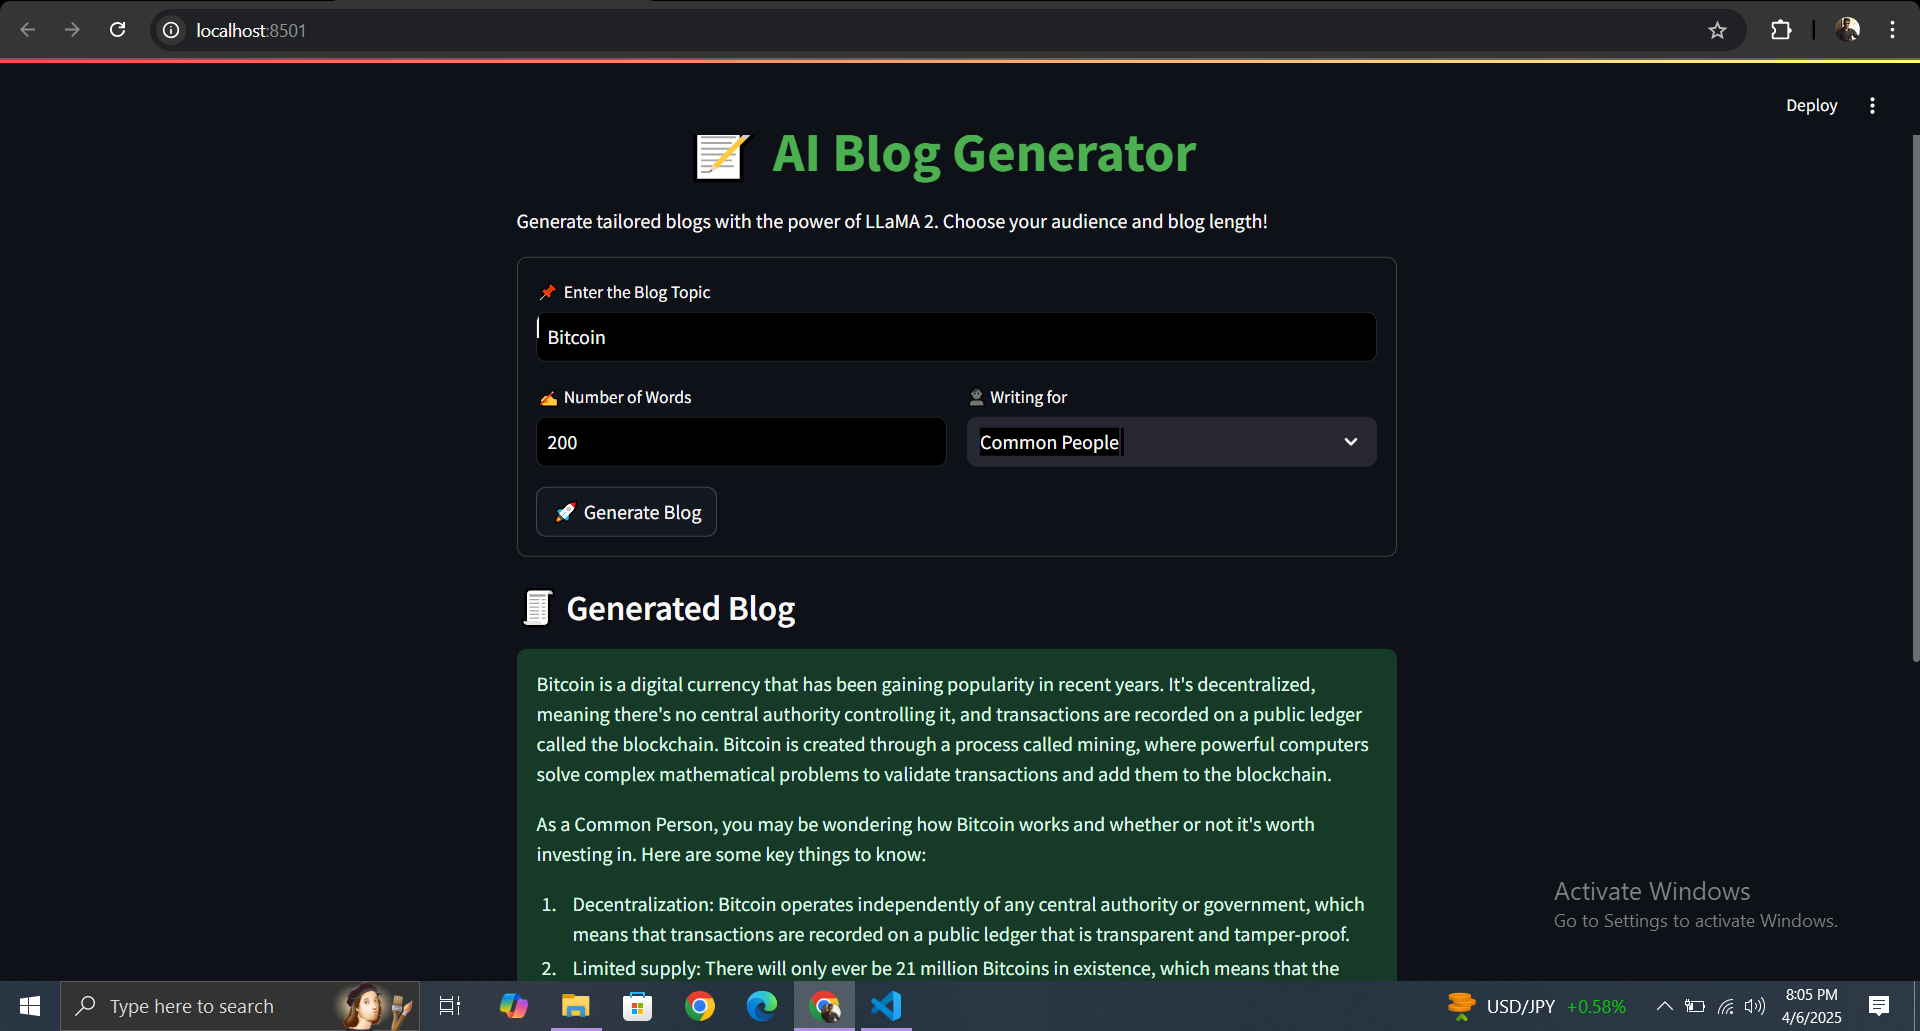 localhost:8501
Deploy
AI Blog Generator
Generate tailored blogs with the power of LLaMA 2. Choose your audience and blog length!
Enter the Blog Topic
Bitcoin
Number of Words
Writing for
200
Common People
Generate Blog
Generated Blog
Bitcoin is a digital currency that has been gaining popularity in recent years. It's decentralized,
meaning there's no central authority controlling it, and transactions are recorded on a public ledger
called the blockchain. Bitcoin is created through a process called mining, where powerful computers
solve complex mathematical problems to validate transactions and add them to the blockchain.
As a Common Person, you may be wondering how Bitcoin works and whether or not it's worth
investing in. Here are some key things to know:
1. Decentralization: Bitcoin operates independently of any central authority or government, which
means that transactions are recorded on a public ledger that is transparent and tamper-proof.
2. Limited supply: There will only ever be 21 million Bitcoins in existence, which means that the
Activate Windows
Go to Settings to activate Windows.
Type here to search
USD/JPY +0.58%
8:05 PM
4/6/2025